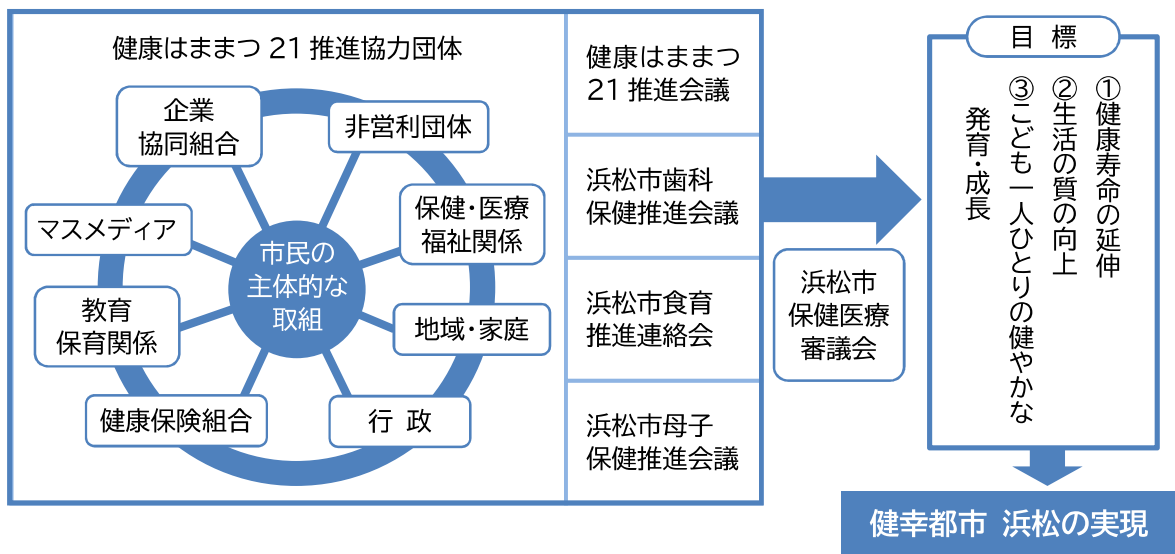 健康はままつ 21 推進協力団体
企業
協同組合
非営利団体
マスメディア
保健・医療
福祉関係
市民の
主体的な
取組
教育
保育関係
地域・家庭
健康保険組合
行 政
健康はままつ
21 推進会議
浜松市歯科
保健推進会議
浜松市食育
推進連絡会
浜松市母子
保健推進会議
浜松市
保健医療
審議会
目 標
①健康寿命の延伸
②生活の質の向上
③こども一人ひとりの健やかな
発育・成長
健幸都市 浜松の実現